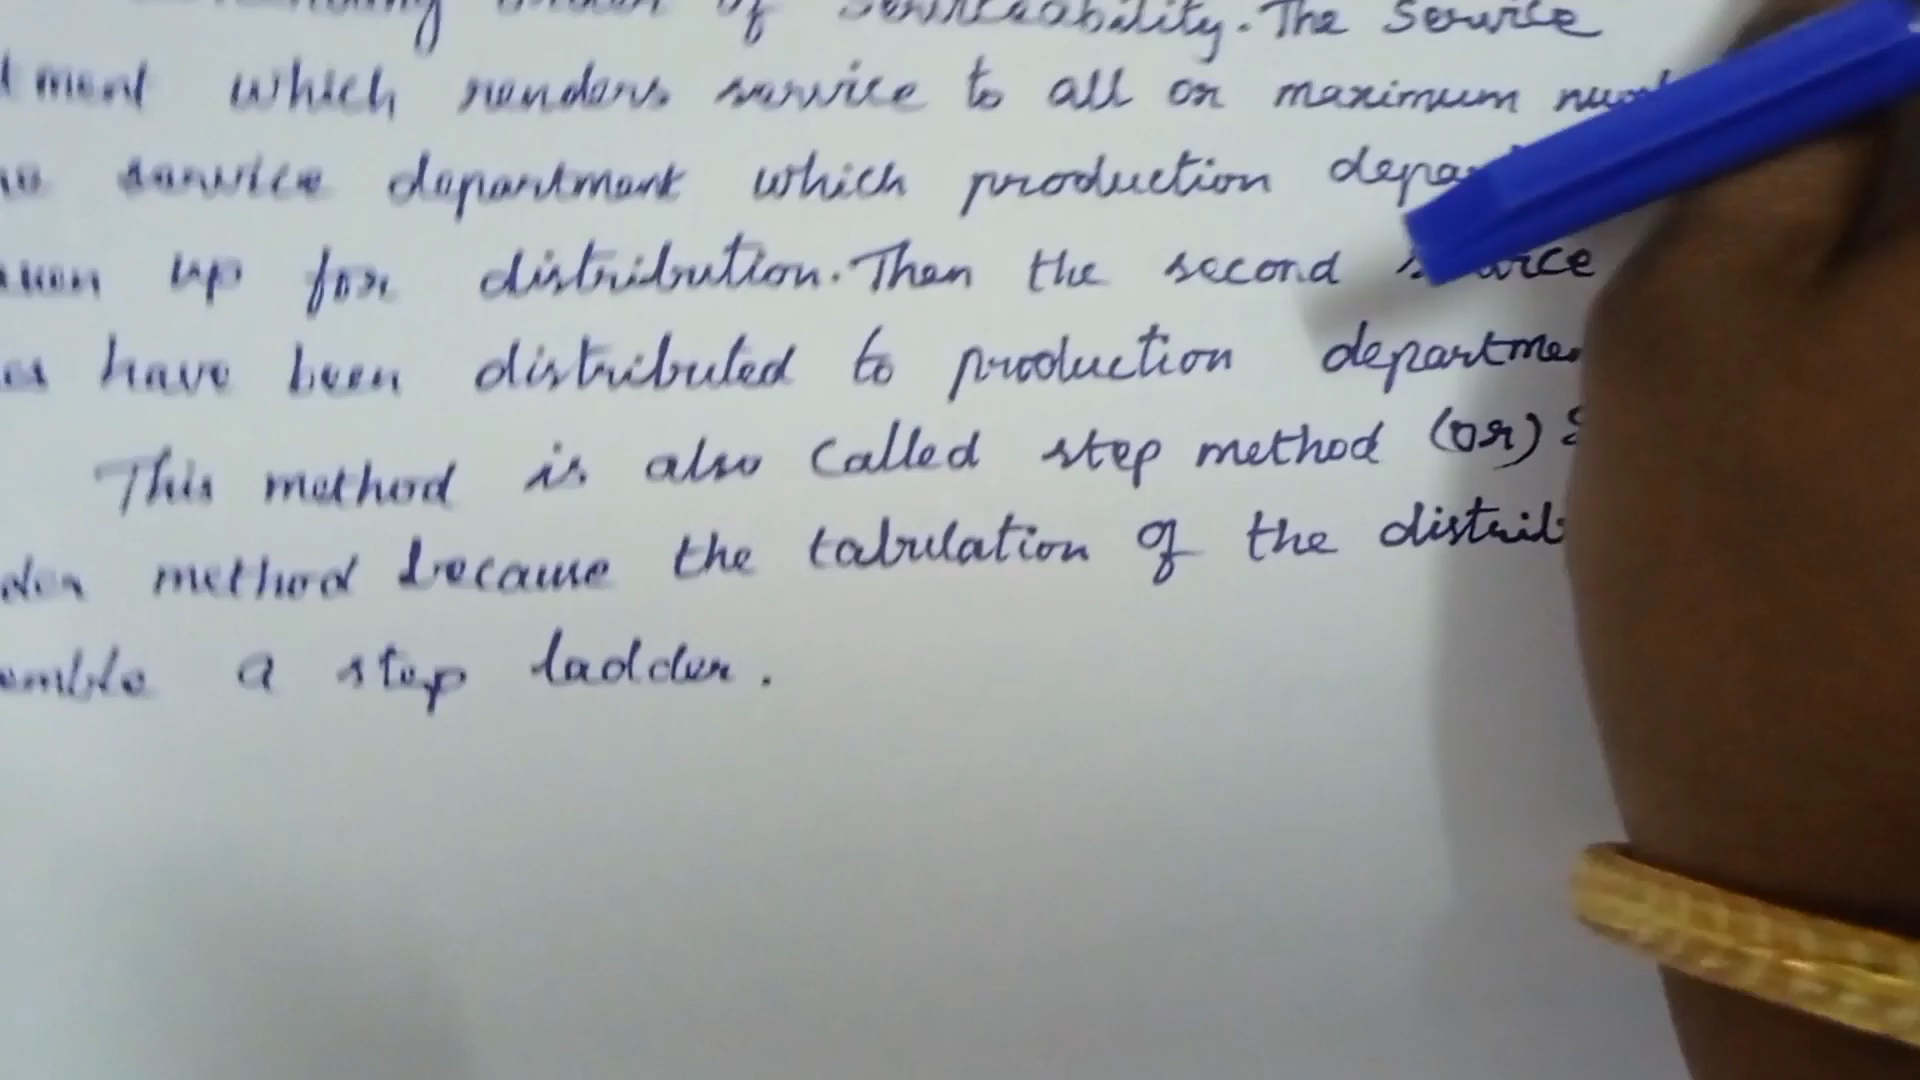 of serviceability. The service
which renders service to all or maximum
service department which production
up for distribution. Then the second
have been distributed to production
This method is also called step method (or)
method because the tabulation of the
a step ladder.